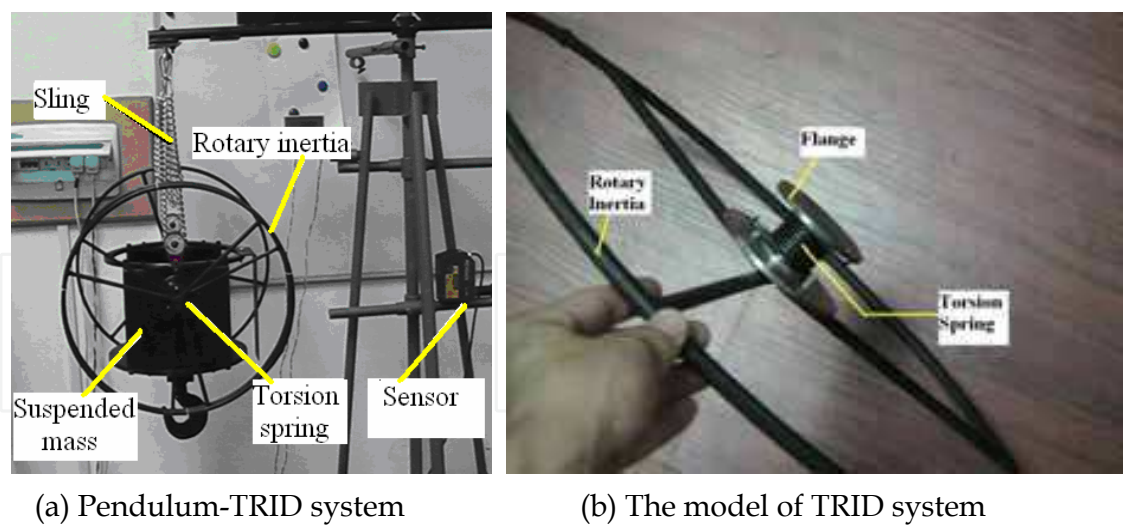 Sling
Rotary inertia
Suspended
mass
Torsion
spring
Sensor
Flange
Rotary
Inertia
Torsion
Spring
(a) Pendulum-TRID system
(b) The model of TRID system